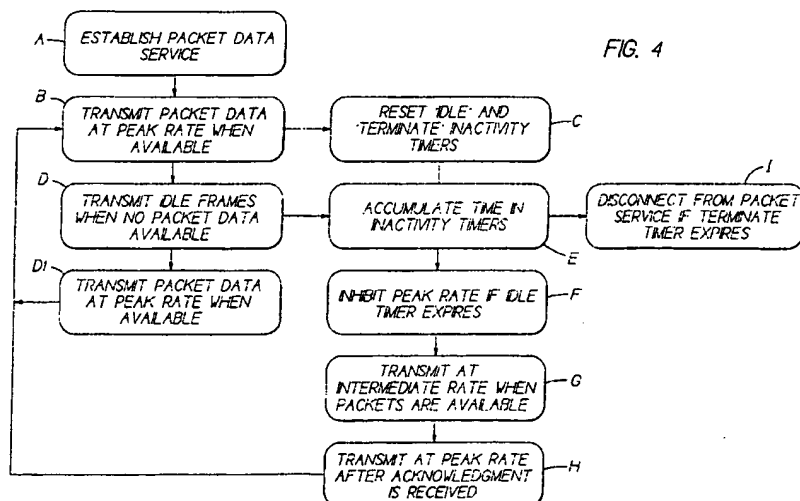 FIG. 4
A
ESTABLISH PACKET DATA
SERVICE
B
TRANSMIT PACKET DATA
AT PEAK RATE WHEN
AVAILABLE
RESET "IDLE" AND
"TERMINATE" INACTIVITY
TIMERS
C
D
TRANSMIT IDLE FRAMES
WHEN NO PACKET DATA
AVAILABLE
ACCUMULATE TIME IN
INACTIVITY TIMERS
E
I
DISCONNECT FROM PACKET
SERVICE IF TERMINATE
TIMER EXPIRES
D1
TRANSMIT PACKET DATA
AT PEAK RATE WHEN
AVAILABLE
INHIBIT PEAK RATE IF IDLE
TIMER EXPIRES
F
TRANSMIT AT
INTERMEDIATE RATE WHEN
PACKETS ARE AVAILABLE
G
TRANSMIT AT PEAK RATE
AFTER ACKNOWLEDGMENT
IS RECEIVED
H